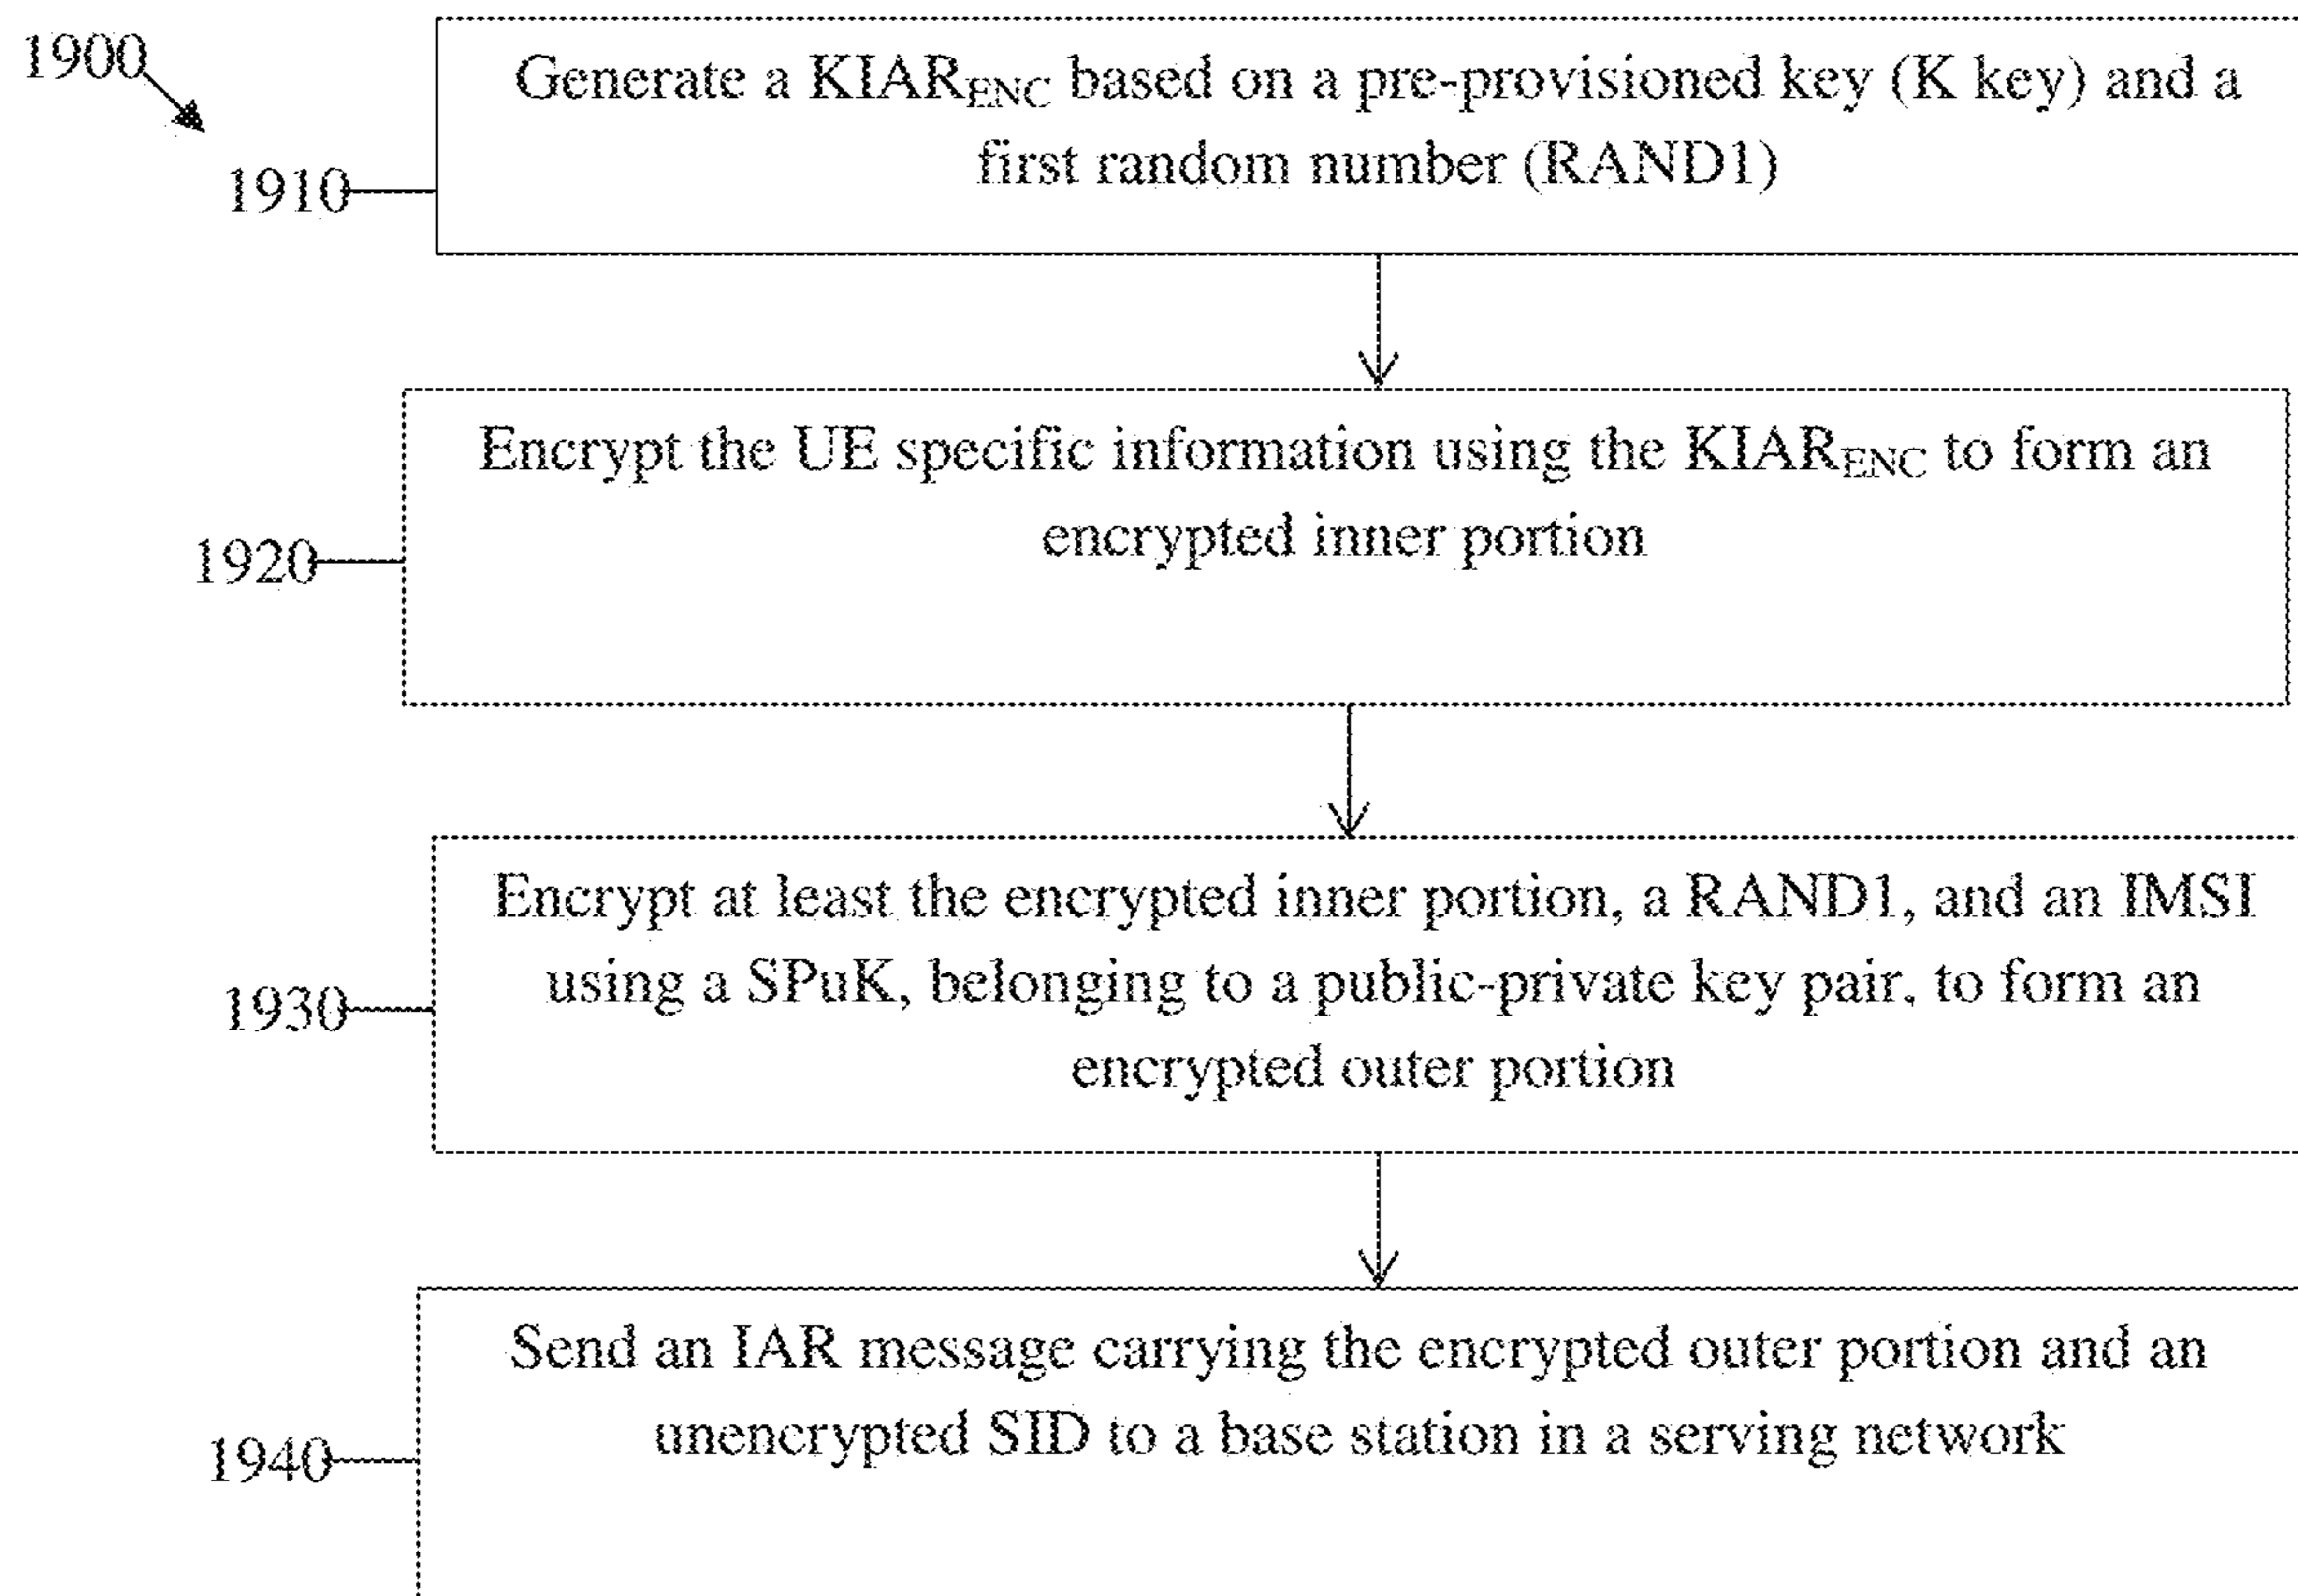 1900
Generate a KIAR_ENC based on a pre-provisioned key (K key) and a
first random number (RAND1)
1910
Encrypt the UE specific information using the KIAR_ENC to form an
encrypted inner portion
1920
Encrypt at least the encrypted inner portion, a RAND1, and an IMSI
using a SPuK, belonging to a public-private key pair, to form an
encrypted outer portion
1930
Send an IAR message carrying the encrypted outer portion and an
unencrypted SID to a base station in a serving network
1940